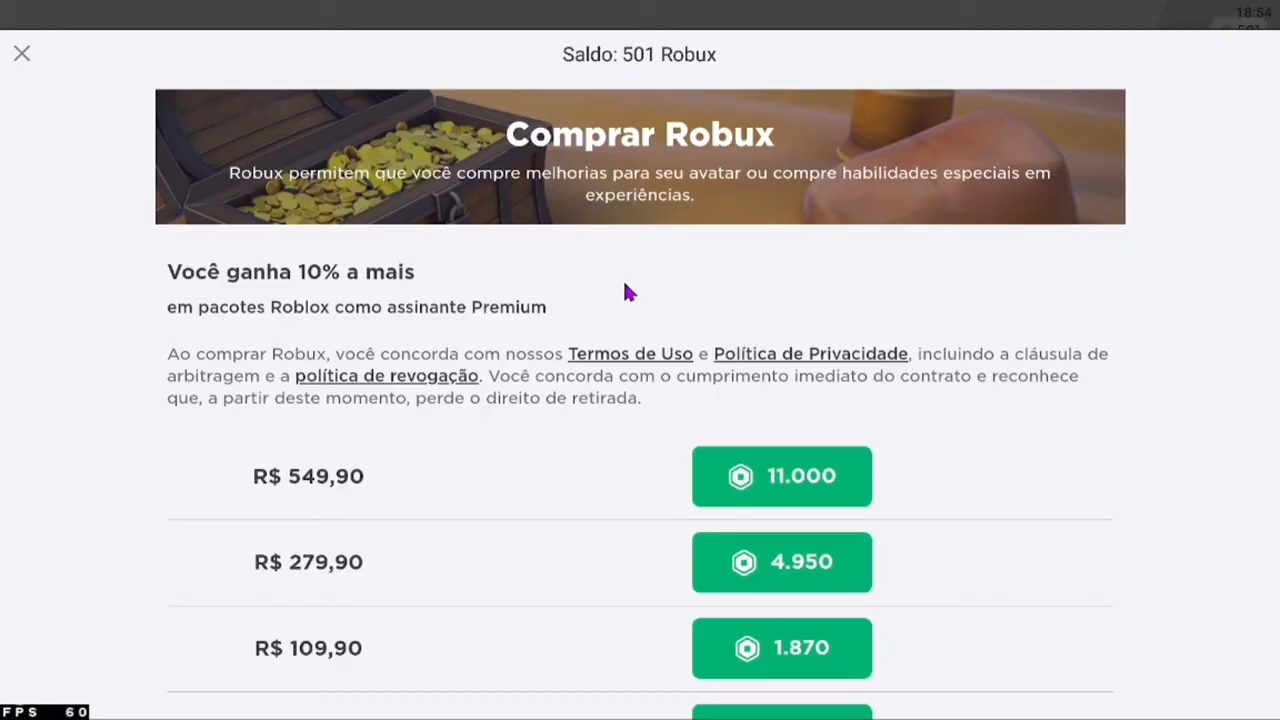 18:54
Saldo: 501 Robux
Comprar Robux
Robux permitem que você compre melhorias para seu avatar ou compre habilidades especiais em
experiências.
Você ganha 10% a mais
em pacotes Roblox como assinante Premium
Ao comprar Robux, você concorda com nossos Termos de Uso e Política de Privacidade, incluindo a cláusula de
arbitragem e a política de revogação. Você concorda com o cumprimento imediato do contrato e reconhece
que, a partir deste momento, perde o direito de retirada.
R$ 549,90 11.000
R$ 279,90 4.950
R$ 109,90 1.870
FPS 60